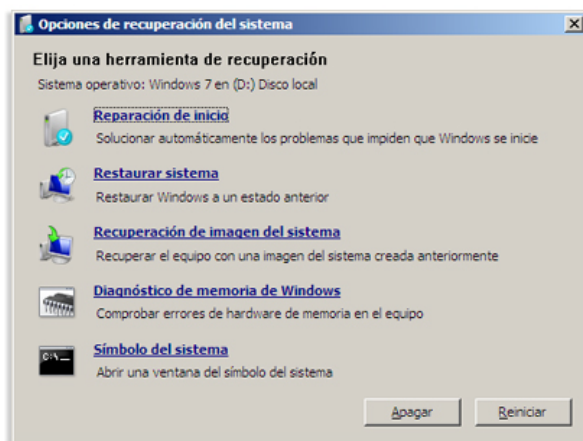 Opciones de recuperación del sistema
Elija una herramienta de recuperación
Sistema operativo: Windows 7 en (D:) Disco local
Reparación de inicio
Solucionar automáticamente los problemas que impiden que Windows se inicie
Restaurar sistema
Restaurar Windows a un estado anterior
Recuperación de imagen del sistema
Recuperar el equipo con una imagen del sistema creada anteriormente
Diagnóstico de memoria de Windows
Comprobar errores de hardware de memoria en el equipo
C:\_
Símbolo del sistema
Abrir una ventana del símbolo del sistema
Apagar
Reiniciar